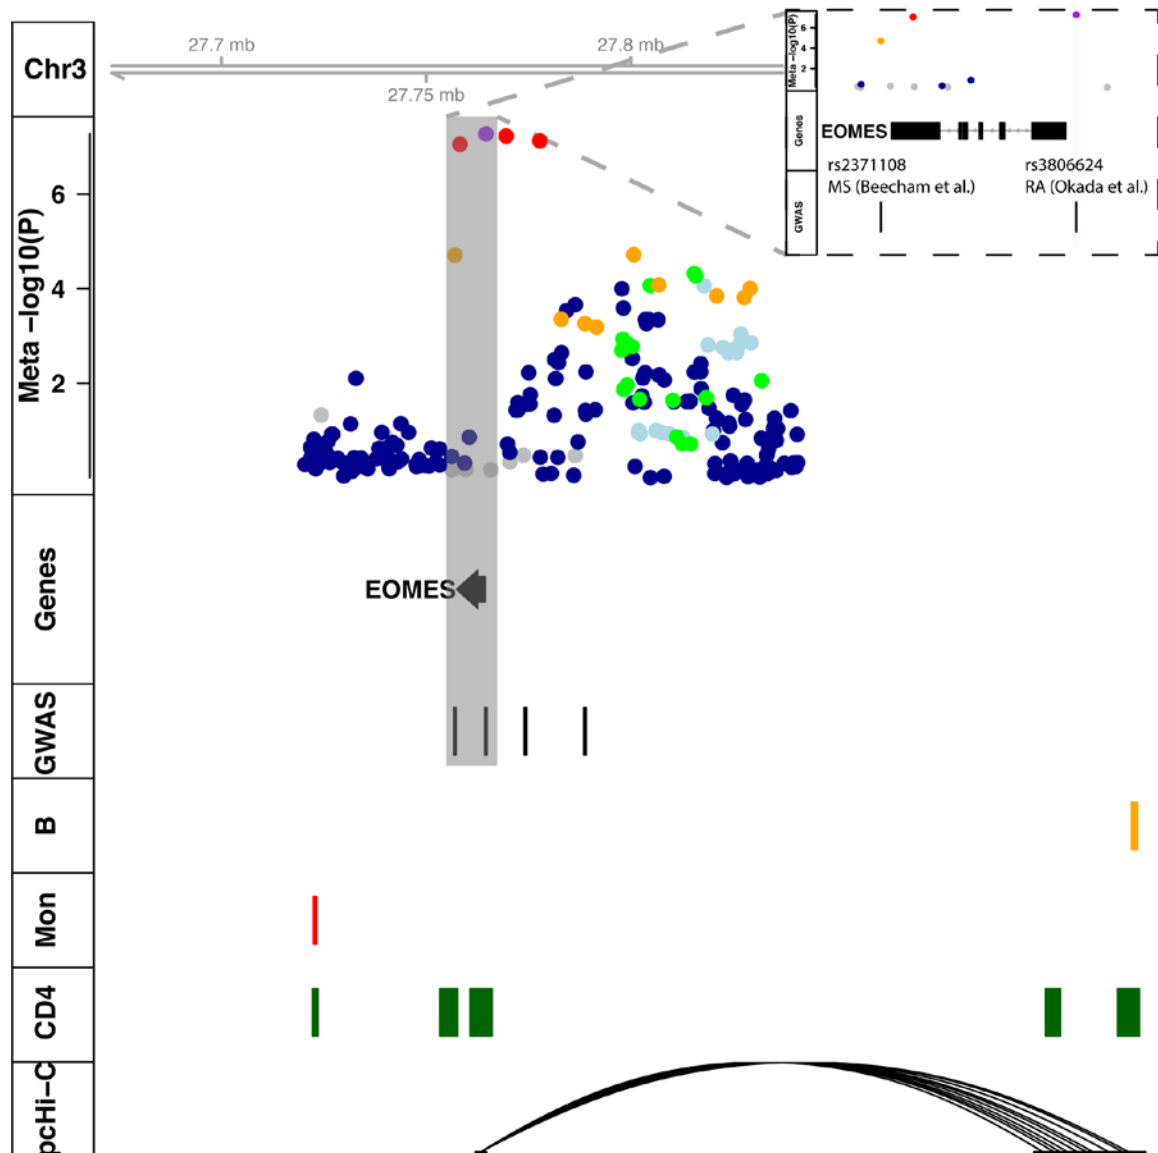 Chr3
27.7 mb
27.8 mb
27.75 mb
Meta –log10(P)
6
4
2
Genes
EOMES
GWAS
B
Mon
CD4
pcHi–C
Meta –log10(P)
6
4
2
Genes
EOMES
GWAS
rs2371108
rs3806624
MS (Beecham et al.)
RA (Okada et al.)